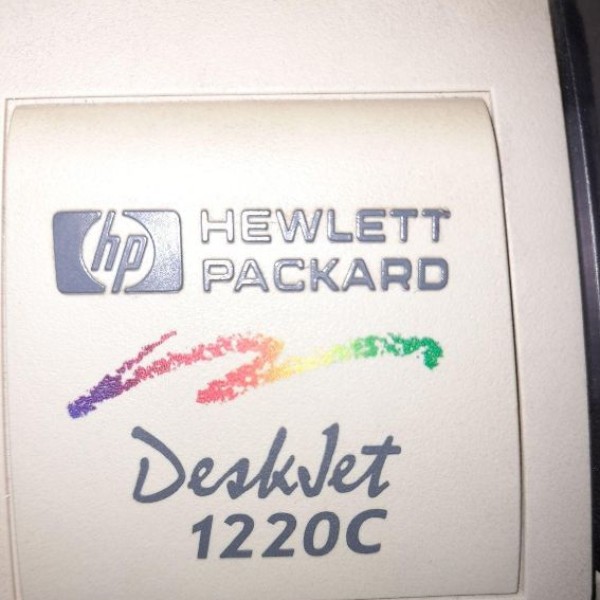 hp HEWLETT
PACKARD
DeskJet
1220C